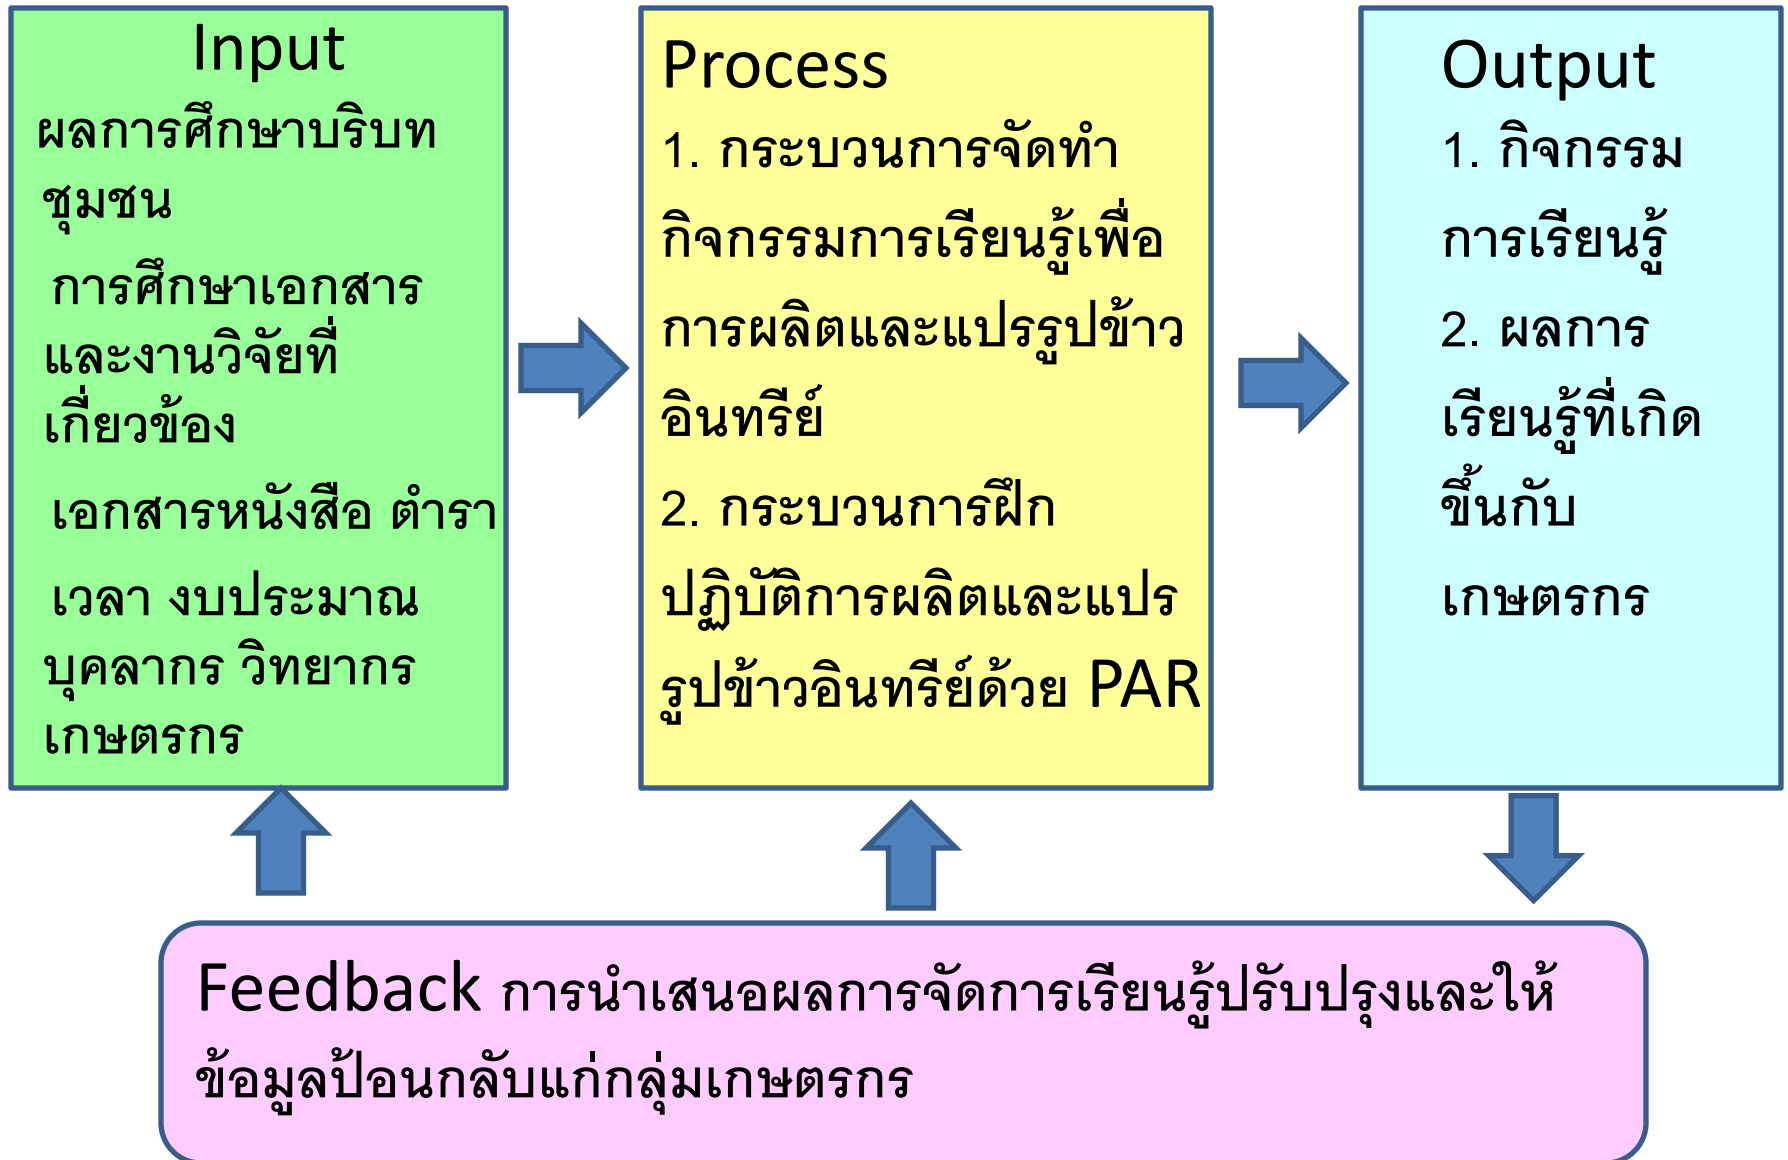 Input
ผลการศึกษาบริบท
ชุมชน
การศึกษาเอกสาร
และงานวิจัยที่
เกี่ยวข้อง
เอกสารหนังสือ ตำรา
เวลา งบประมาณ
บุคลากร วิทยากร
เกษตรกร
Process
1. กระบวนการจัดทำ
กิจกรรมการเรียนรู้เพื่อ
การผลิตและแปรรูปข้าว
อินทรีย์
2. กระบวนการฝึก
ปฏิบัติการผลิตและแปร
รูปข้าวอินทรีย์ด้วย PAR
Output
1. กิจกรรม
การเรียนรู้
2. ผลการ
เรียนรู้ที่เกิด
ขึ้นกับ
เกษตรกร
Feedback การนำเสนอผลการจัดการเรียนรู้ปรับปรุงและให้
ข้อมูลป้อนกลับแก่กลุ่มเกษตรกร